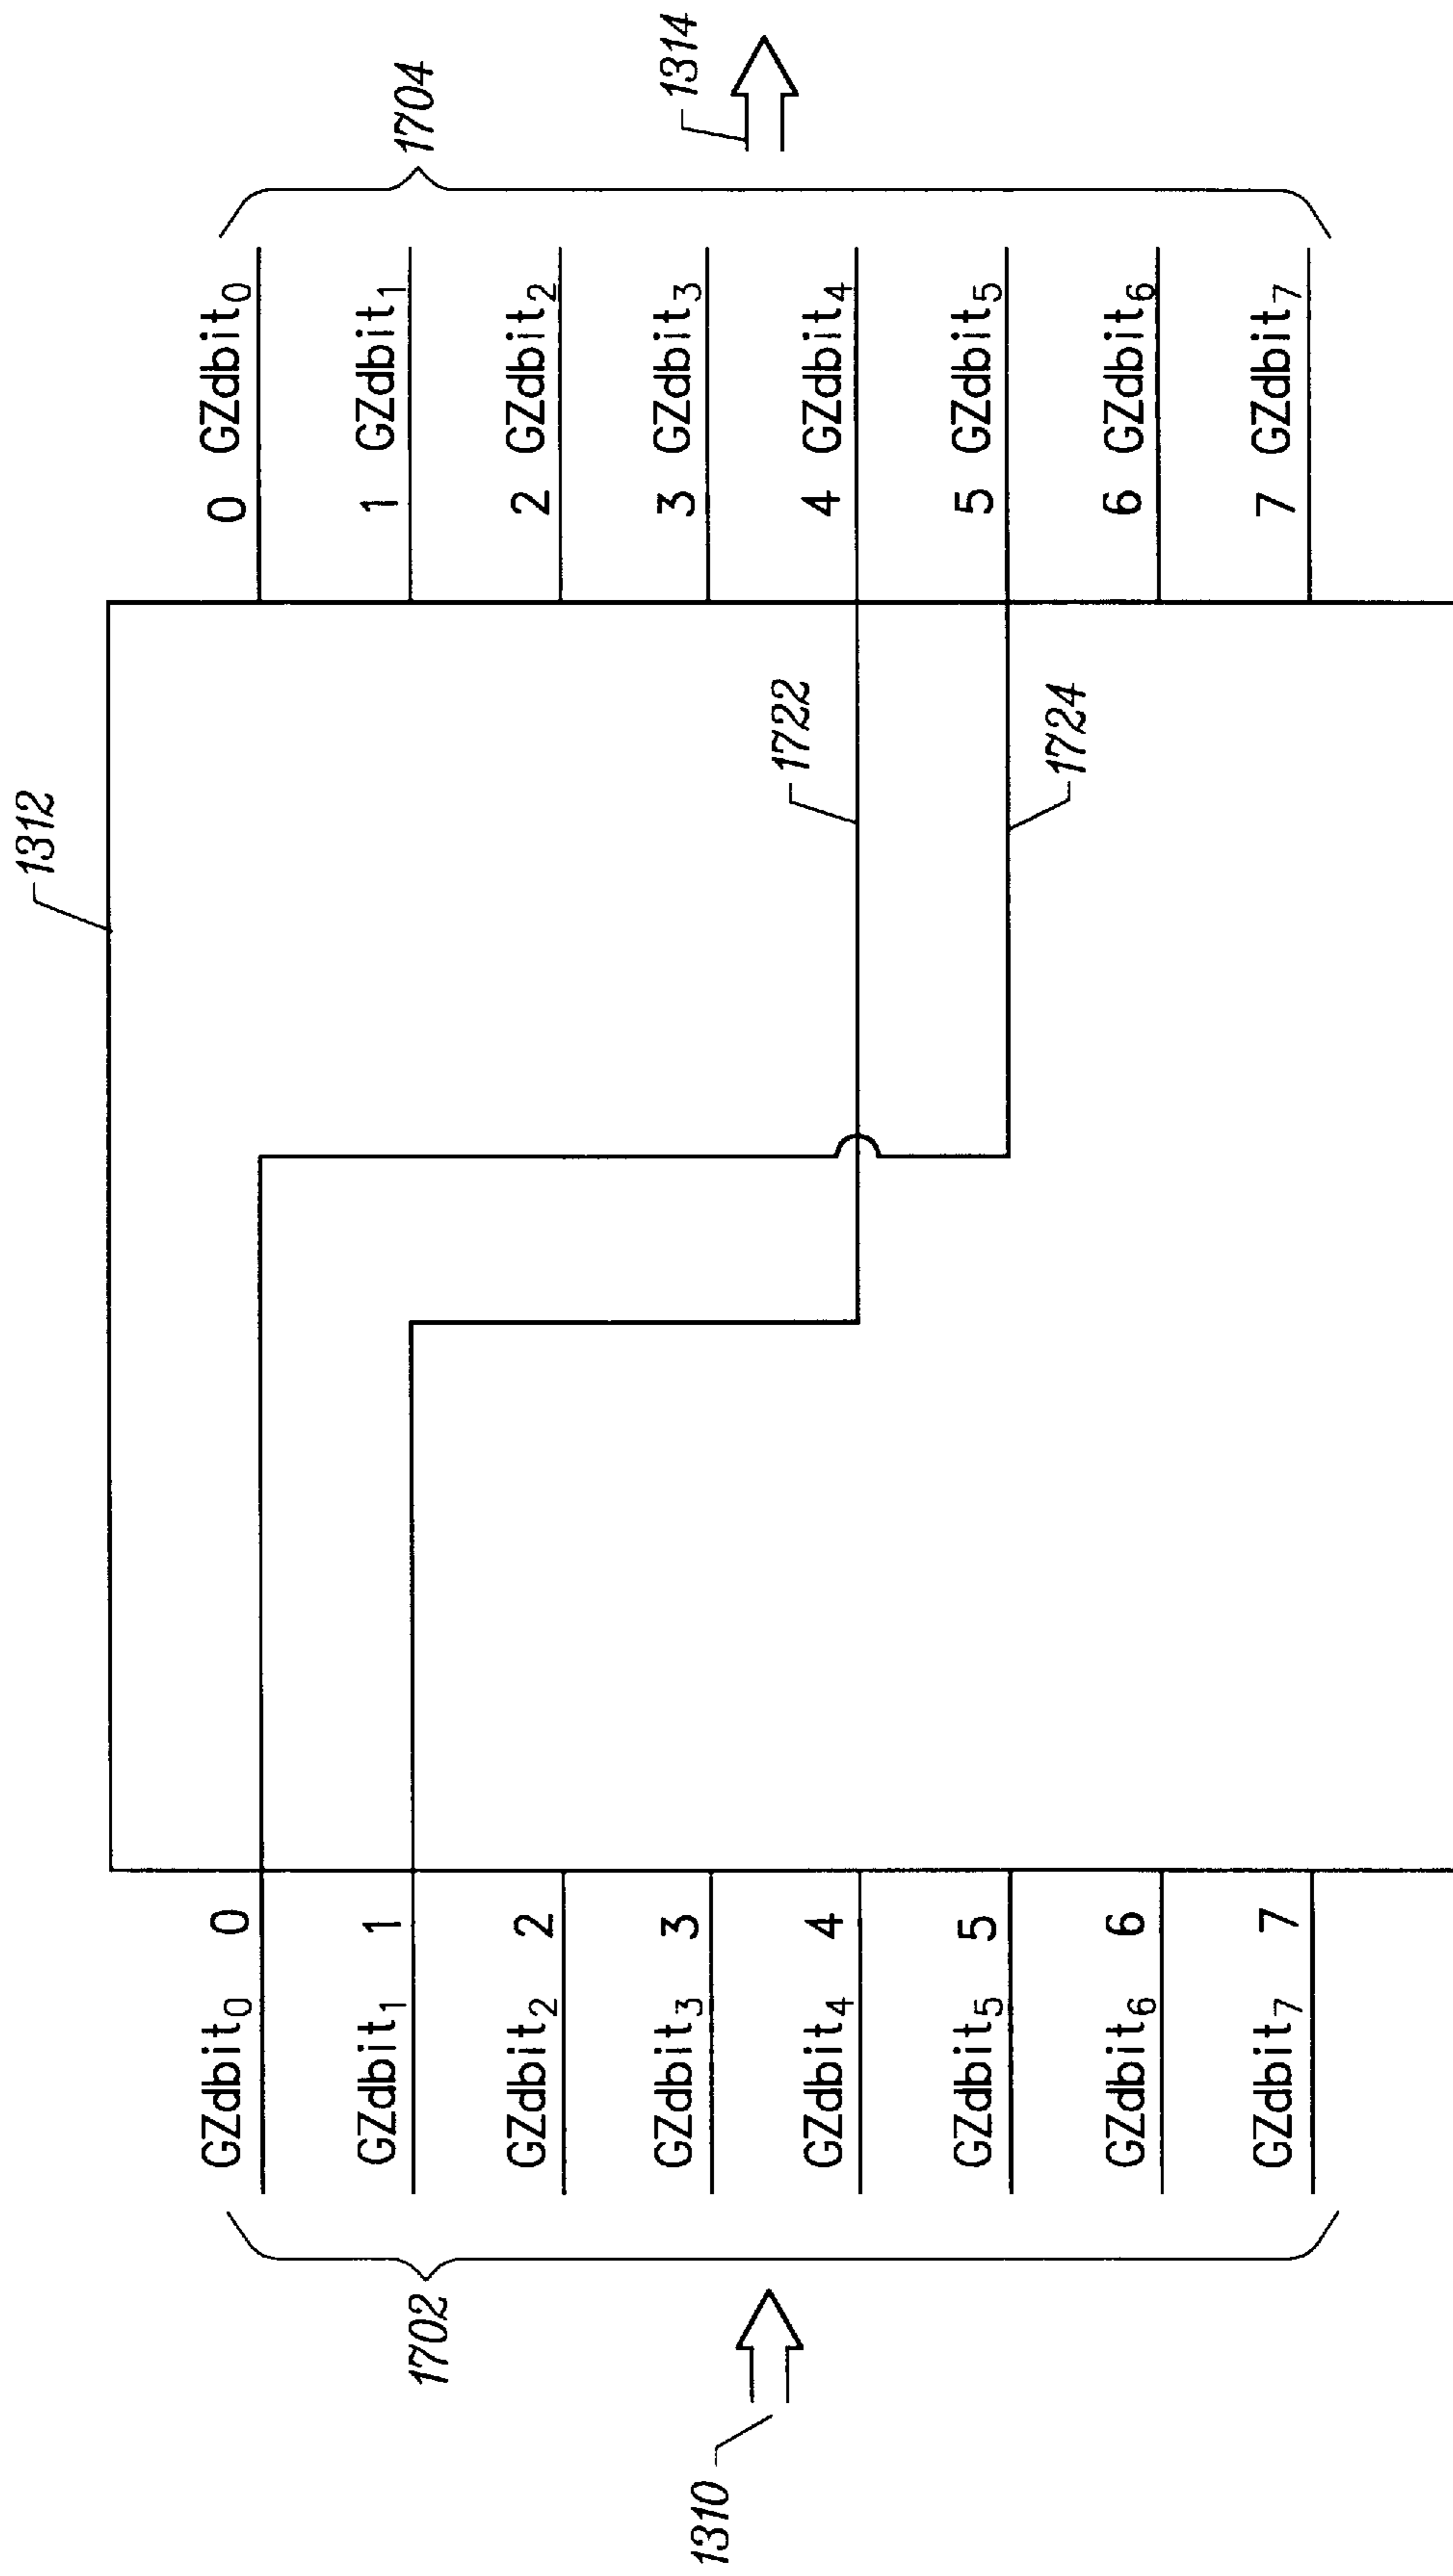 1312
1310
1702
GZdbit₀ 0
GZdbit₁ 1
GZdbit₂ 2
GZdbit₃ 3
GZdbit₄ 4
GZdbit₅ 5
GZdbit₆ 6
GZdbit₇ 7
1722
1724
0 GZdbit₀
1 GZdbit₁
2 GZdbit₂
3 GZdbit₃
4 GZdbit₄
5 GZdbit₅
6 GZdbit₆
7 GZdbit₇
1704
1314